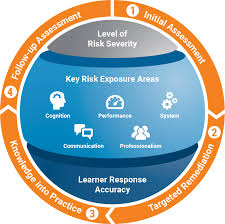 1 Initial Assessment
2 Targeted Remediation
3 Knowledge into Practice
4 Follow-up Assessment
Level of
Risk Severity
Key Risk Exposure Areas
Cognition Performance System
Communication Professionalism
Learner Response
Accuracy